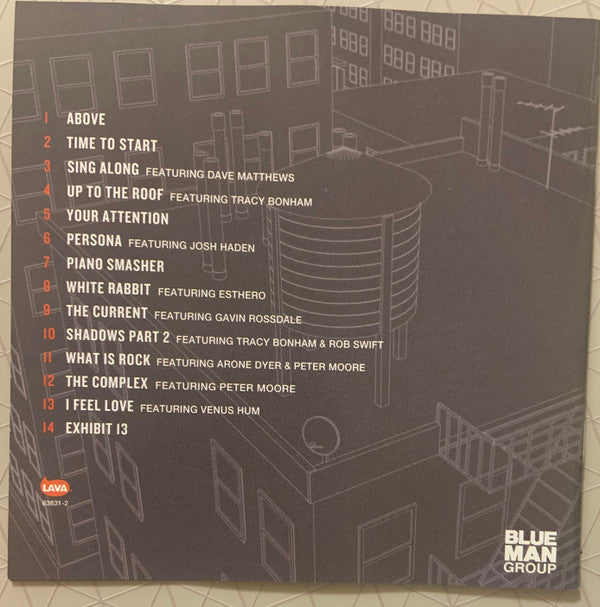 1 ABOVE
2 TIME TO START
3 SING ALONG FEATURING DAVE MATTHEWS
4 UP TO THE ROOF FEATURING TRACY BONHAM
5 YOUR ATTENTION
6 PERSONA FEATURING JOSH HADEN
7 PIANO SMASHER
8 WHITE RABBIT FEATURING ESTHERO
9 THE CURRENT FEATURING GAVIN ROSSDALE
10 SHADOWS PART 2 FEATURING TRACY BONHAM & ROB SWIFT
11 WHAT IS ROCK FEATURING ARONE DYER & PETER MOORE
12 THE COMPLEX FEATURING PETER MOORE
13 I FEEL LOVE FEATURING VENUS HUM
14 EXHIBIT 13
LAVA
83631-2
BLUE
MAN
GROUP